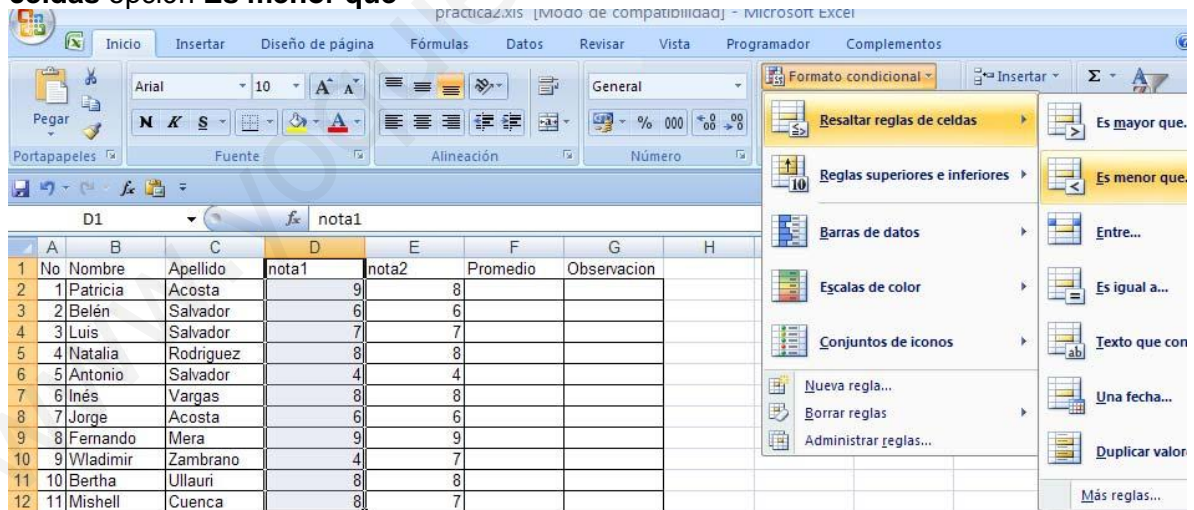 celdas opción Es menor que
practica2.xls [Modo de compatibilidad] - Microsoft Excel
Inicio Insertar Diseño de página Fórmulas Datos Revisar Vista Programador Complementos
Arial 10 A A General Formato condicional Insertar Σ
Pegar N K S A % 000
Portapapeles Fuente Alineación Número
D1 fx nota1
A B C D E F G H
1 No Nombre Apellido nota1 nota2 Promedio Observacion
2 1 Patricia Acosta 9 8
3 2 Belén Salvador 6 6
4 3 Luis Salvador 7 7
5 4 Natalia Rodriguez 8 8
6 5 Antonio Salvador 4 4
7 6 Inés Vargas 8 8
8 7 Jorge Acosta 6 6
9 8 Fernando Mera 9 9
10 9 Wladimir Zambrano 4 7
11 10 Bertha Ullauri 8 8
12 11 Mishell Cuenca 8 7
Resaltar reglas de celdas
Reglas superiores e inferiores
Barras de datos
Escalas de color
Conjuntos de iconos
Nueva regla...
Borrar reglas
Administrar reglas...
Es mayor que.
Es menor que.
Entre...
Es igual a...
Texto que con
Una fecha...
Duplicar valor
Más reglas...